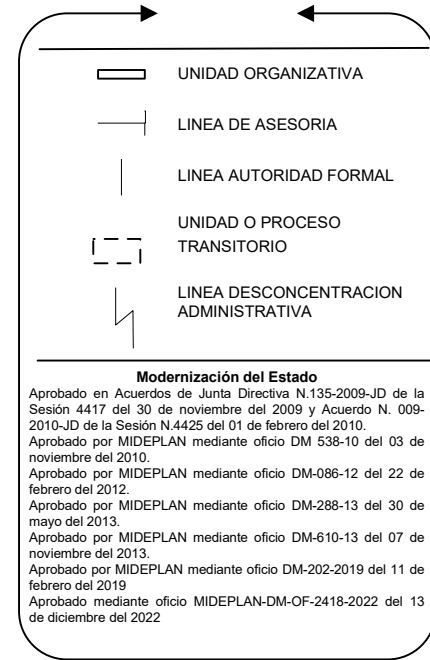 UNIDAD ORGANIZATIVA
LINEA DE ASESORIA
LINEA AUTORIDAD FORMAL
UNIDAD O PROCESO
TRANSITORIO
LINEA DESCONCENTRACION
ADMINISTRATIVA
Modernización del Estado
Aprobado en Acuerdos de Junta Directiva N.135-2009-JD de la
Sesión 4417 del 30 de noviembre del 2009 y Acuerdo N. 009-
2010-JD de la Sesión N.4425 del 01 de febrero del 2010.
Aprobado por MIDEPLAN mediante oficio DM 538-10 del 03 de
noviembre del 2010.
Aprobado por MIDEPLAN mediante oficio DM-086-12 del 22 de
febrero del 2012.
Aprobado por MIDEPLAN mediante oficio DM-288-13 del 30 de
mayo del 2013.
Aprobado por MIDEPLAN mediante oficio DM-610-13 del 07 de
noviembre del 2013.
Aprobado por MIDEPLAN mediante oficio DM-202-2019 del 11 de
febrero del 2019
Aprobado mediante oficio MIDEPLAN-DM-OF-2418-2022 del 13
de diciembre del 2022